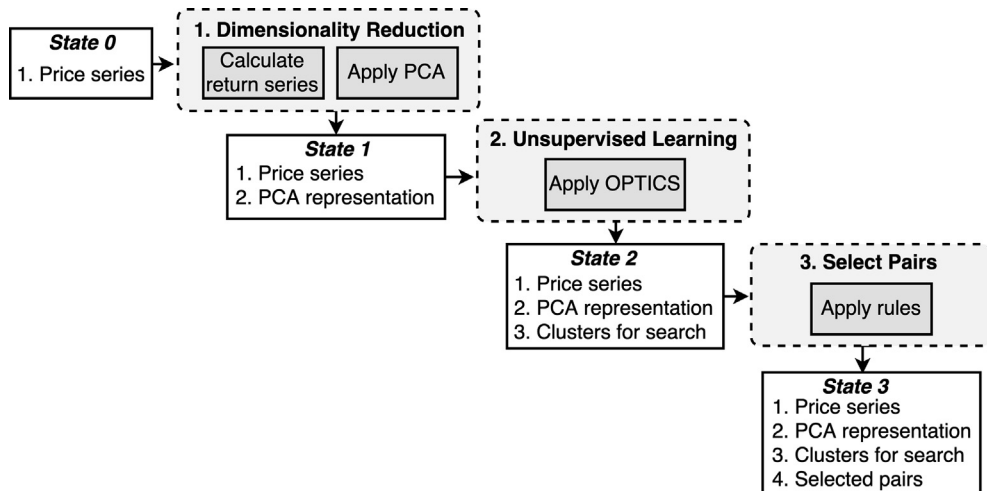 State 0
1. Price series
1. Dimensionality Reduction
Calculate
return series
Apply PCA
State 1
1. Price series
2. PCA representation
2. Unsupervised Learning
Apply OPTICS
State 2
1. Price series
2. PCA representation
3. Clusters for search
3. Select Pairs
Apply rules
State 3
1. Price series
2. PCA representation
3. Clusters for search
4. Selected pairs